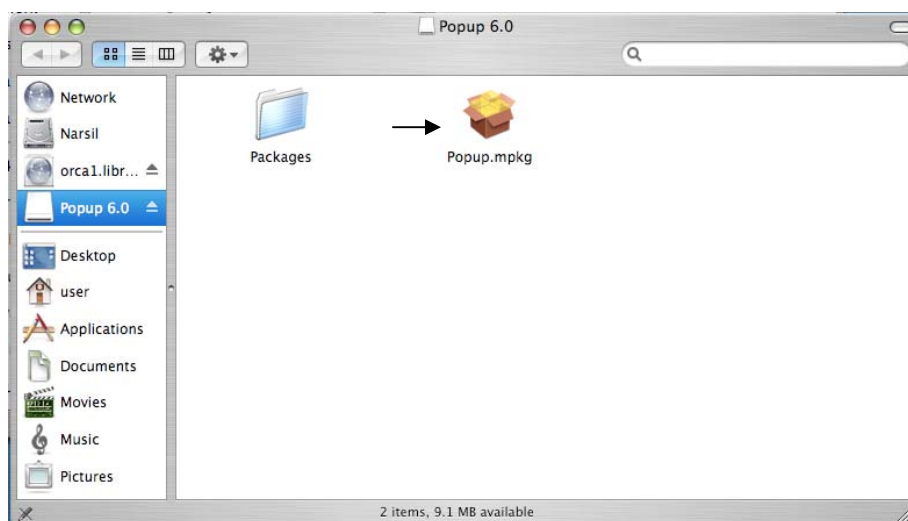 Popup 6.0
Network
Narsil
orca1.libr...
Popup 6.0
Desktop
user
Applications
Documents
Movies
Music
Pictures
Packages
Popup.mpkg
2 items, 9.1 MB available